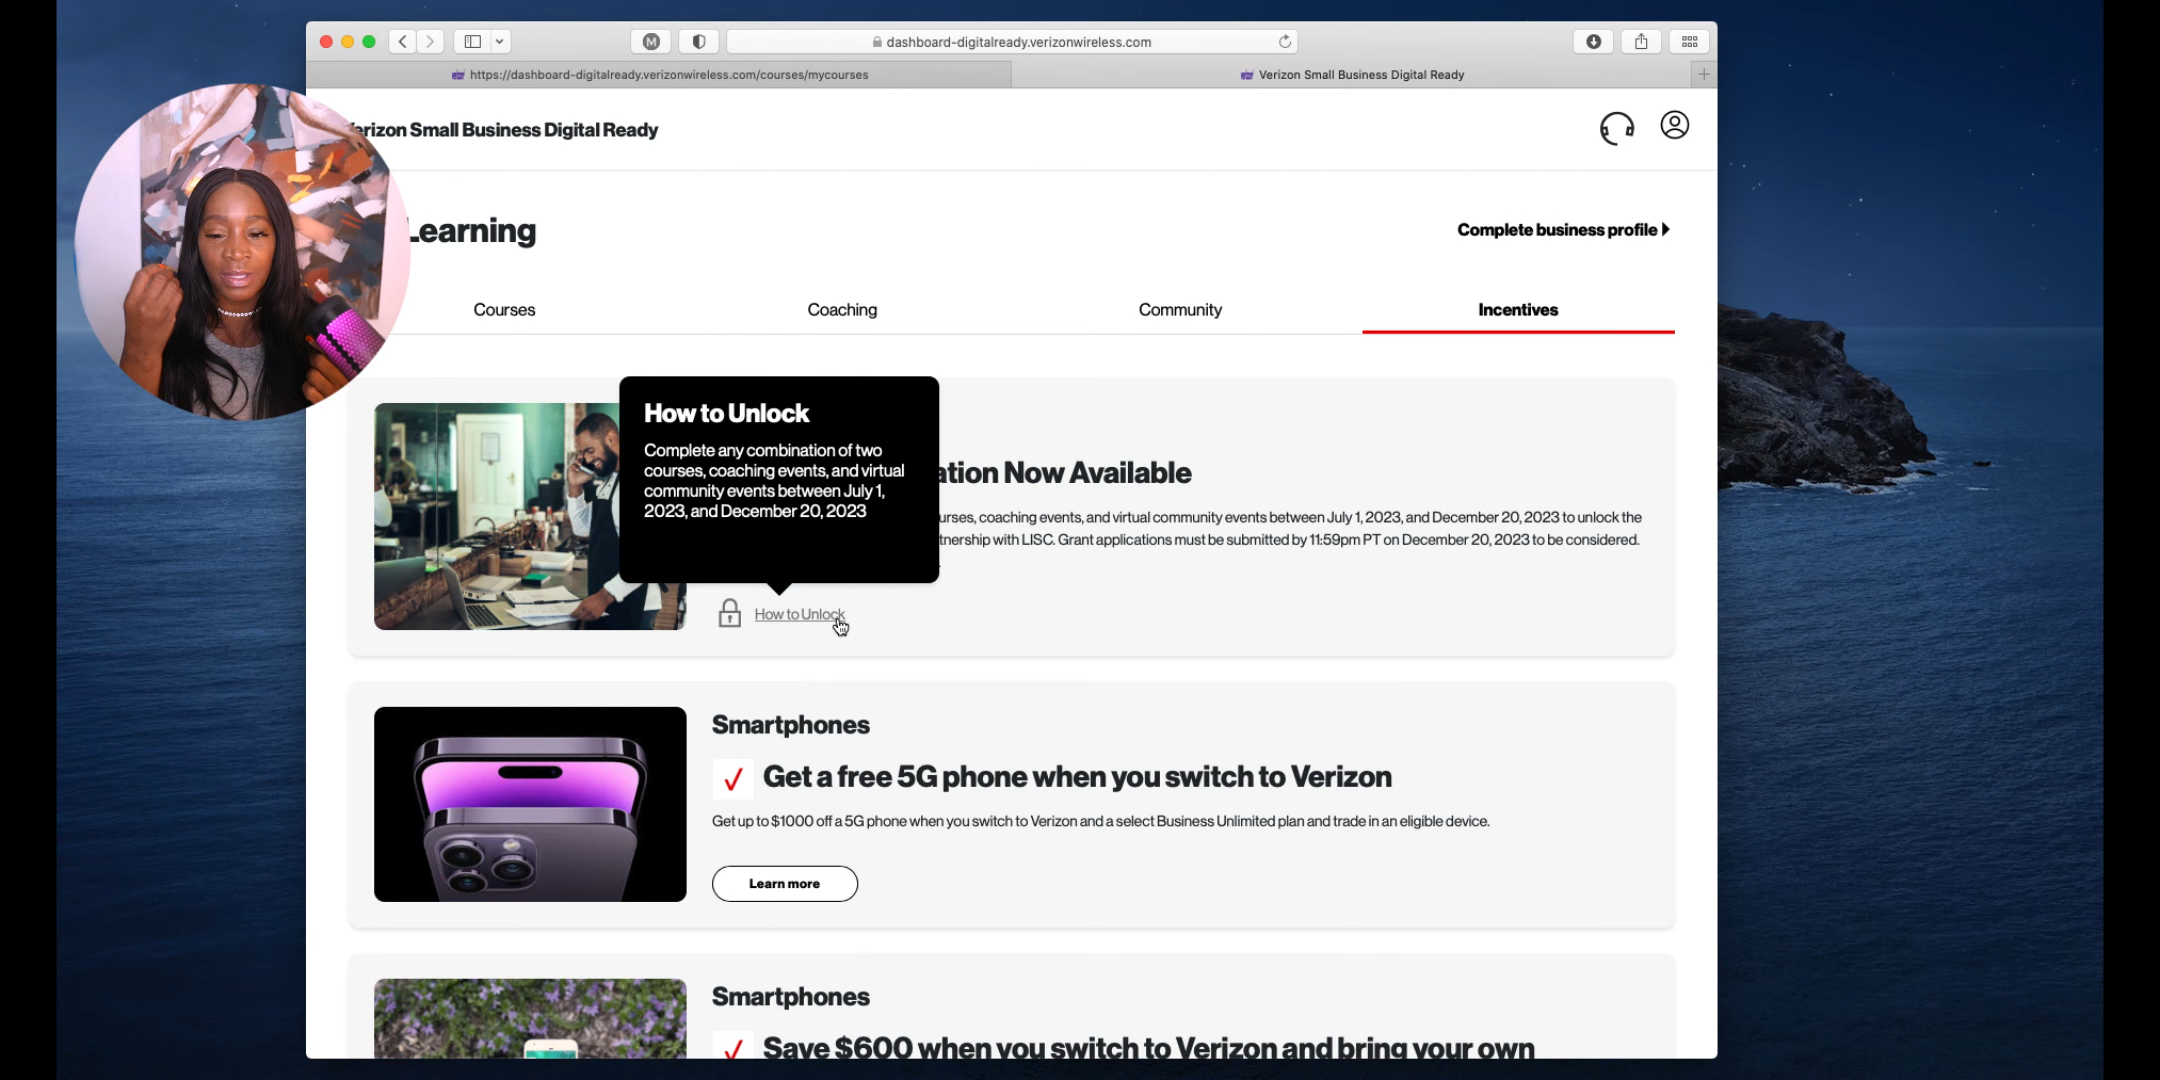 M
dashboard-digitalready.verizonwireless.com
https://dashboard-digitalready.verizonwireless.com/courses/mycourses
Verizon Small Business Digital Ready
erizon Small Business Digital Ready
Learning
Complete business profile
Courses
Coaching
Community
Incentives
How to Unlock
Complete any combination of two
courses, coaching events, and virtual
community events between July 1,
2023, and December 20, 2023
ation Now Available
urses, coaching events, and virtual community events between July 1, 2023, and December 20, 2023 to unlock the
tnership with LISC. Grant applications must be submitted by 11:59pm PT on December 20, 2023 to be considered.
How to Unlock
Smartphones
Get a free 5G phone when you switch to Verizon
Get up to $1000 off a 5G phone when you switch to Verizon and a select Business Unlimited plan and trade in an eligible device.
Learn more
Smartphones
Save $600 when you switch to Verizon and bring your own